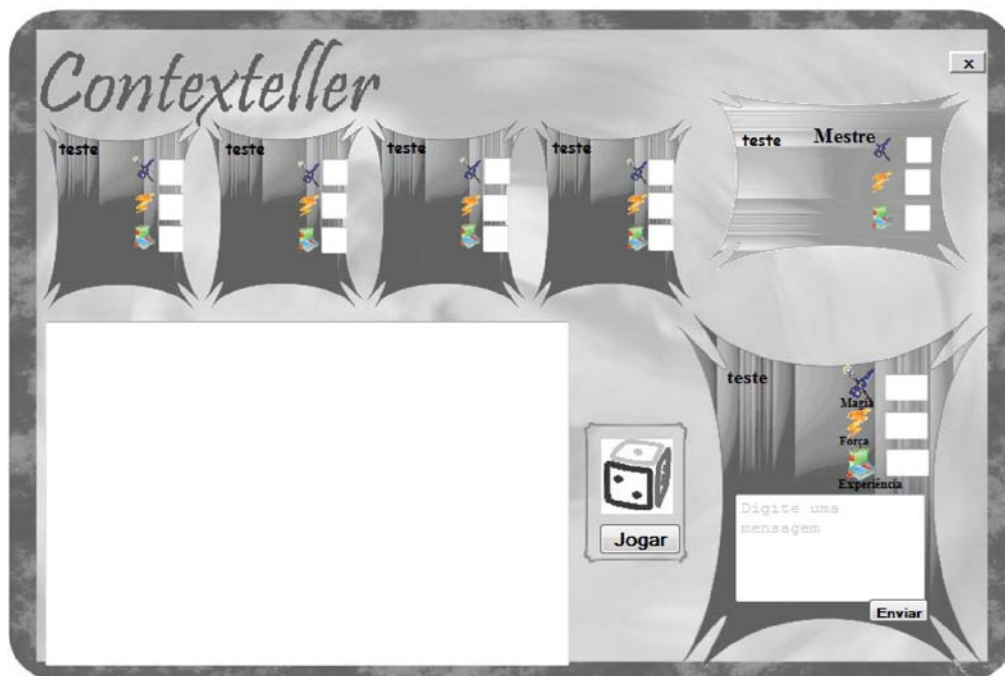 Contexteller
x
teste
teste
teste
teste
teste
Mestre
teste
Magia
Força
Experiência
Digite uma
mensagem
Jogar
Enviar